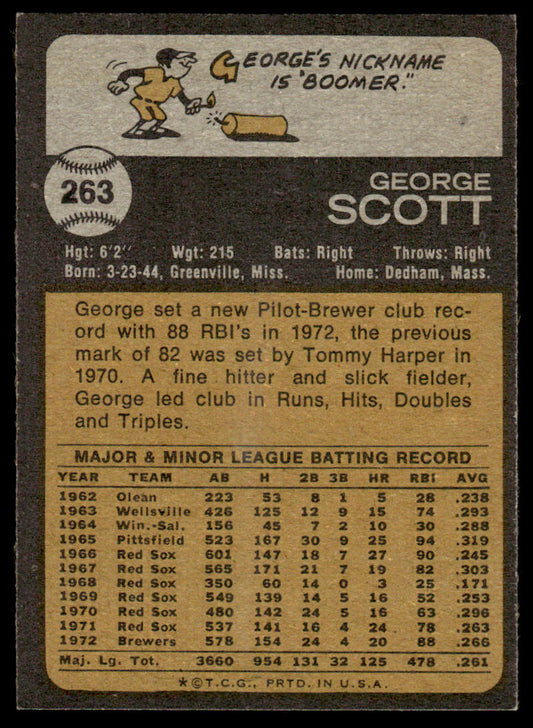 GEORGE'S NICKNAME
IS "BOOMER."
263
GEORGE
SCOTT
Hgt: 6'2" Wgt: 215 Bats: Right Throws: Right
Born: 3-23-44, Greenville, Miss. Home: Dedham, Mass.
George set a new Pilot-Brewer club rec-
ord with 88 RBI's in 1972, the previous
mark of 82 was set by Tommy Harper in
1970. A fine hitter and slick fielder,
George led club in Runs, Hits, Doubles
and Triples.
MAJOR & MINOR LEAGUE BATTING RECORD
YEAR TEAM AB H 2B 3B HR RBI AVG
1962 Olean 223 53 8 1 5 28 .238
1963 Wellsville 426 125 12 9 15 74 .293
1964 Win.-Sal. 156 45 7 2 10 30 .288
1965 Pittsfield 523 167 30 9 25 94 .319
1966 Red Sox 601 147 18 7 27 90 .245
1967 Red Sox 565 171 21 7 19 82 .303
1968 Red Sox 350 60 14 0 3 25 .171
1969 Red Sox 549 139 14 5 16 52 .253
1970 Red Sox 480 142 24 5 16 63 .296
1971 Red Sox 537 141 16 4 24 78 .263
1972 Brewers 578 154 24 4 20 88 .266
Maj. Lg. Tot. 3660 954 131 32 125 478 .261
*©T.C.G., PRTD. IN U.S.A.